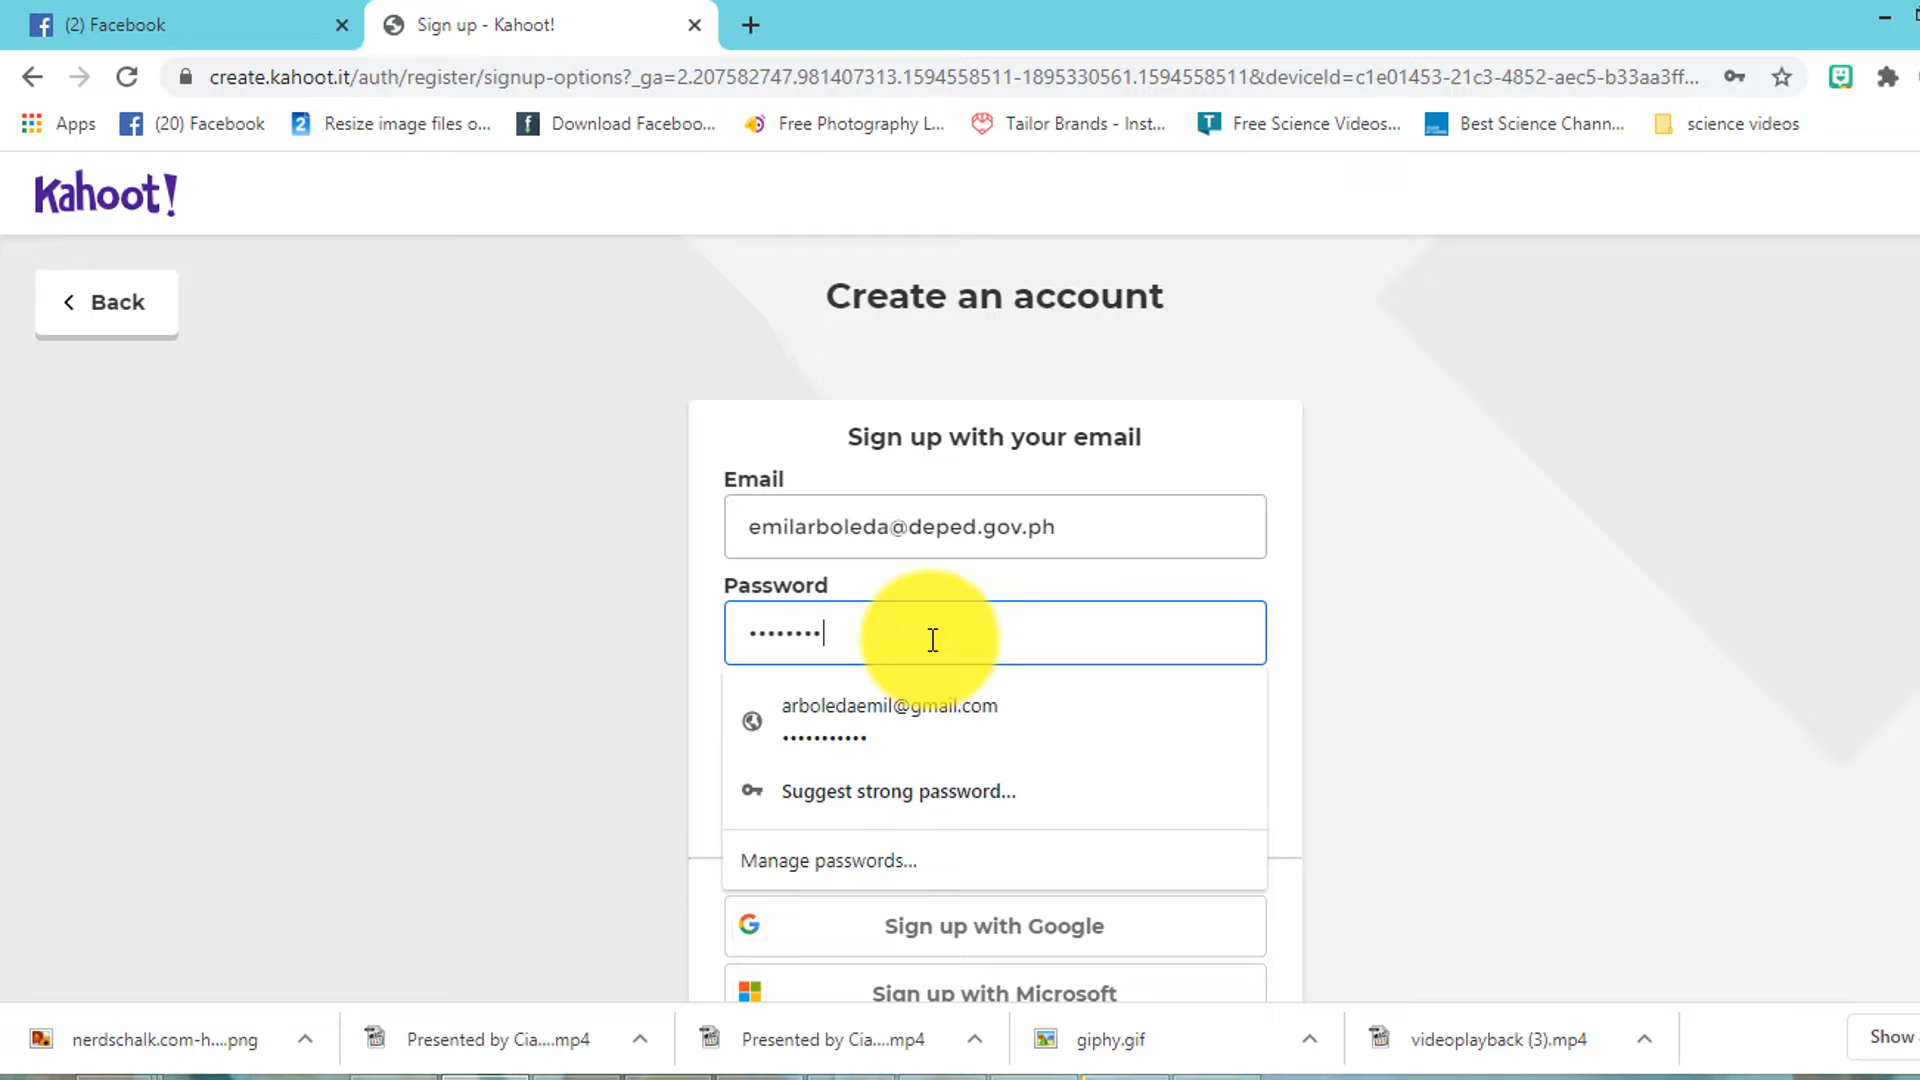 (2) Facebook
Sign up - Kahoot!
create.kahoot.it/auth/register/signup-options?_ga=2.207582747.981407313.1594558511-1895330561.1594558511&deviceId=c1e01453-21c3-4852-aec5-b33aa3ff...
Apps
(20) Facebook
Resize image files o...
Download Faceboo...
Free Photography L...
Tailor Brands - Inst...
Free Science Videos...
Best Science Chann...
science videos
Kahoot!
Back
Create an account
Sign up with your email
Email
emilarboleda@deped.gov.ph
Password
••••••••
arboledaemil@gmail.com
•••••••••••
Suggest strong password...
Manage passwords...
Sign up with Google
Sign up with Microsoft
nerdschalk.com-h....png
Presented by Cia....mp4
Presented by Cia....mp4
giphy.gif
videoplayback (3).mp4
Show